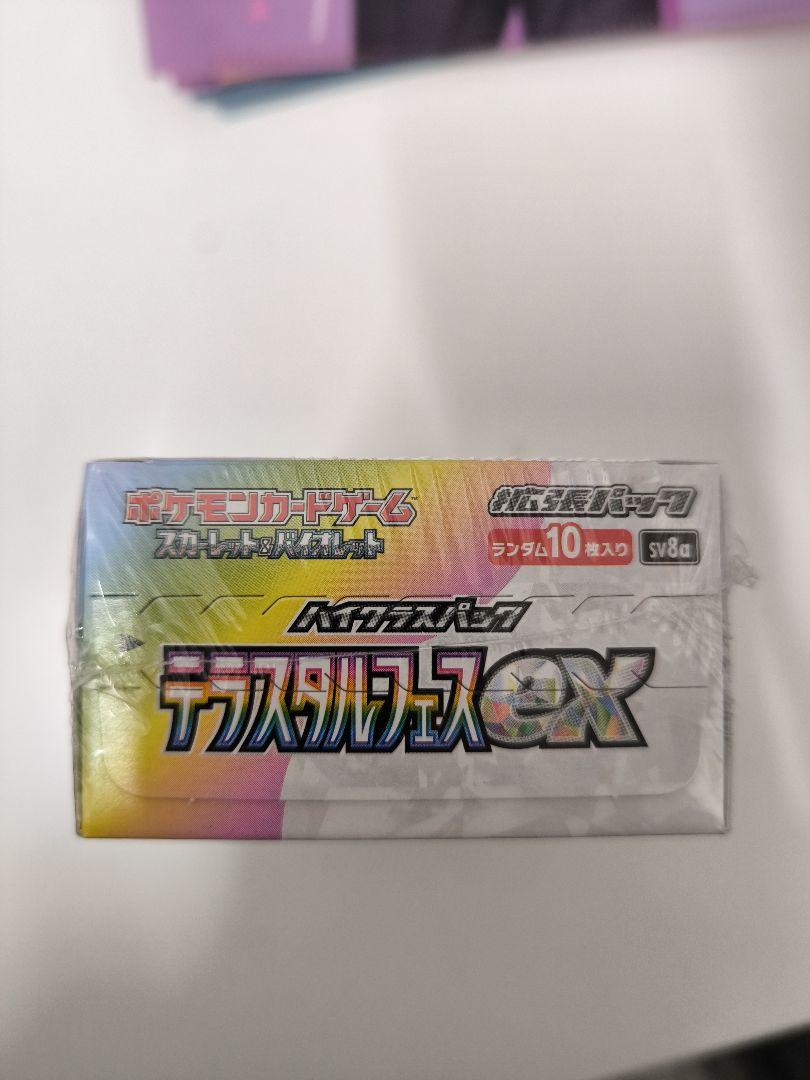 ポケモンカードゲーム™
スカーレット&バイオレット
拡張パック
ランダム10枚入り SV8a
ハイクラスパック
テラスタルフェスex